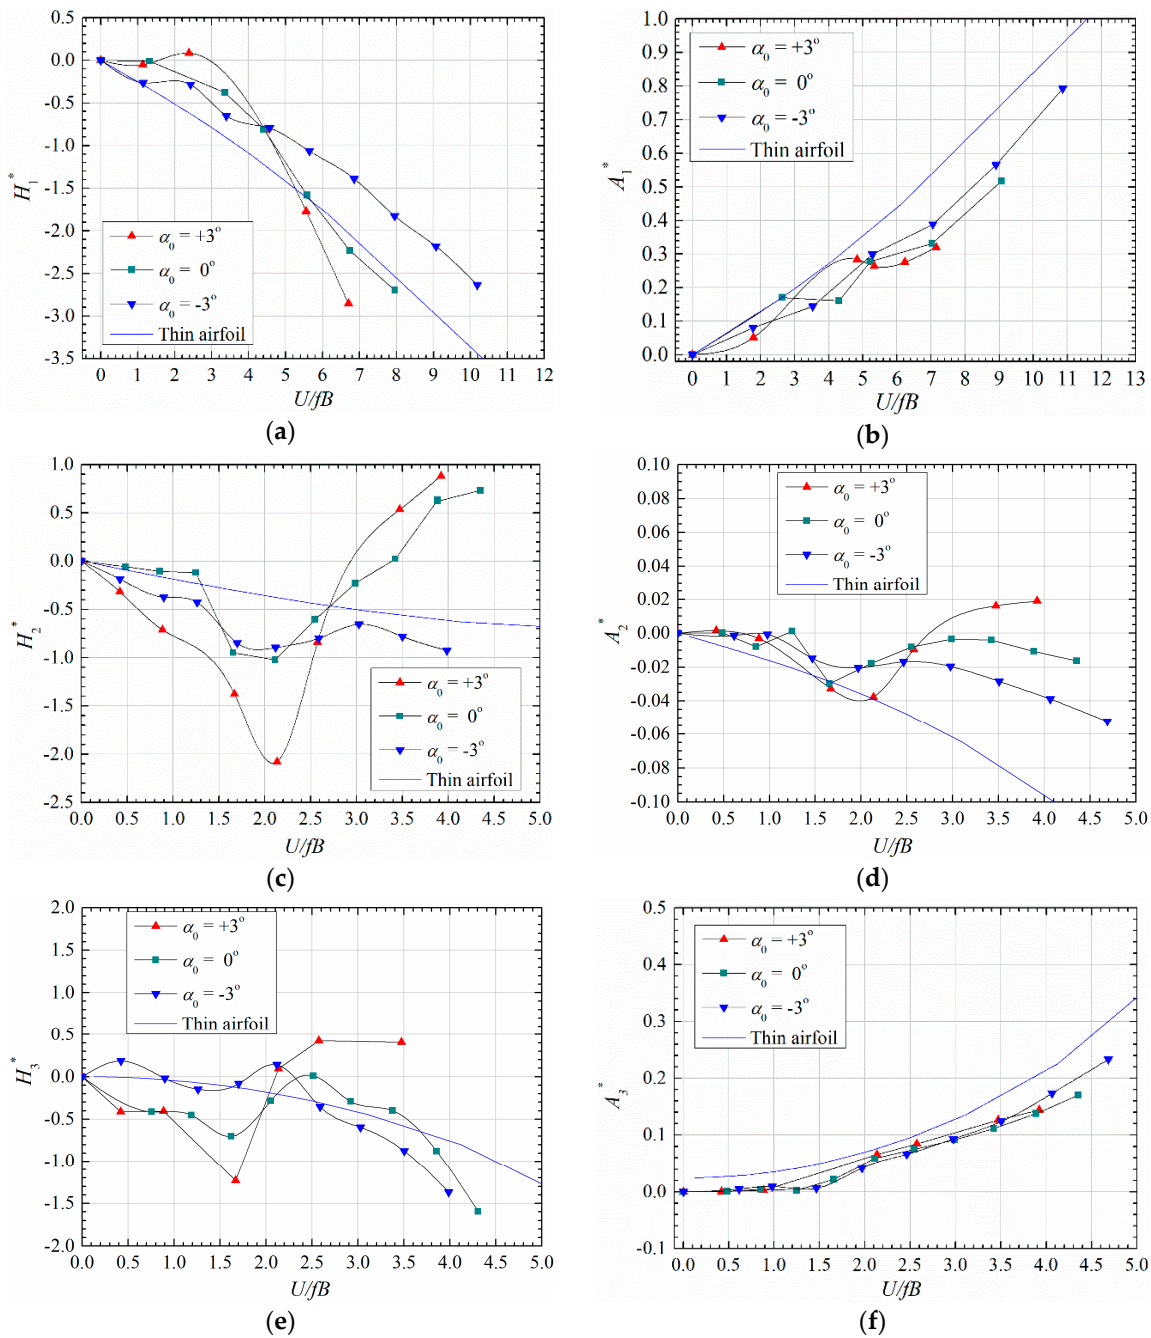 0.5
0.0
-0.5
-1.0
-1.5
-2.0
-2.5
-3.0
-3.5
H1*
α0 = +3°
α0 = 0°
α0 = -3°
Thin airfoil
0 1 2 3 4 5 6 7 8 9 10 11 12
U/fB
(a)
1.0
0.9
0.8
0.7
0.6
0.5
0.4
0.3
0.2
0.1
0.0
A1*
α0 = +3°
α0 = 0°
α0 = -3°
Thin airfoil
0 1 2 3 4 5 6 7 8 9 10 11 12 13
U/fB
(b)
1.0
0.5
0.0
-0.5
-1.0
-1.5
-2.0
-2.5
H2*
α0 = +3°
α0 = 0°
α0 = -3°
Thin airfoil
0.0 0.5 1.0 1.5 2.0 2.5 3.0 3.5 4.0 4.5 5.0
U/fB
(c)
0.10
0.08
0.06
0.04
0.02
0.00
-0.02
-0.04
-0.06
-0.08
-0.10
A2*
α0 = +3°
α0 = 0°
α0 = -3°
Thin airfoil
0.0 0.5 1.0 1.5 2.0 2.5 3.0 3.5 4.0 4.5 5.0
U/fB
(d)
2.0
1.5
1.0
0.5
0.0
-0.5
-1.0
-1.5
-2.0
H3*
α0 = +3°
α0 = 0°
α0 = -3°
Thin airfoil
0.0 0.5 1.0 1.5 2.0 2.5 3.0 3.5 4.0 4.5 5.0
U/fB
(e)
0.5
0.4
0.3
0.2
0.1
0.0
-0.1
A3*
α0 = +3°
α0 = 0°
α0 = -3°
Thin airfoil
0.0 0.5 1.0 1.5 2.0 2.5 3.0 3.5 4.0 4.5 5.0
U/fB
(f)